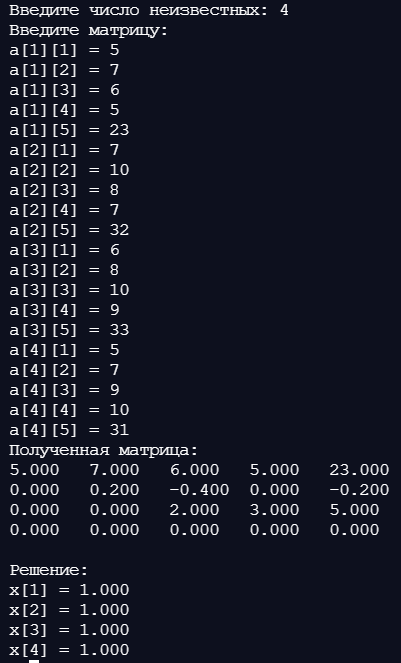 Введите число неизвестных: 4
Введите матрицу:
a[1][1] = 5
a[1][2] = 7
a[1][3] = 6
a[1][4] = 5
a[1][5] = 23
a[2][1] = 7
a[2][2] = 10
a[2][3] = 8
a[2][4] = 7
a[2][5] = 32
a[3][1] = 6
a[3][2] = 8
a[3][3] = 10
a[3][4] = 9
a[3][5] = 33
a[4][1] = 5
a[4][2] = 7
a[4][3] = 9
a[4][4] = 10
a[4][5] = 31
Полученная матрица:
5.000 7.000 6.000 5.000 23.000
0.000 0.200 -0.400 0.000 -0.200
0.000 0.000 2.000 3.000 5.000
0.000 0.000 0.000 0.000 0.000
Решение:
x[1] = 1.000
x[2] = 1.000
x[3] = 1.000
x[4] = 1.000